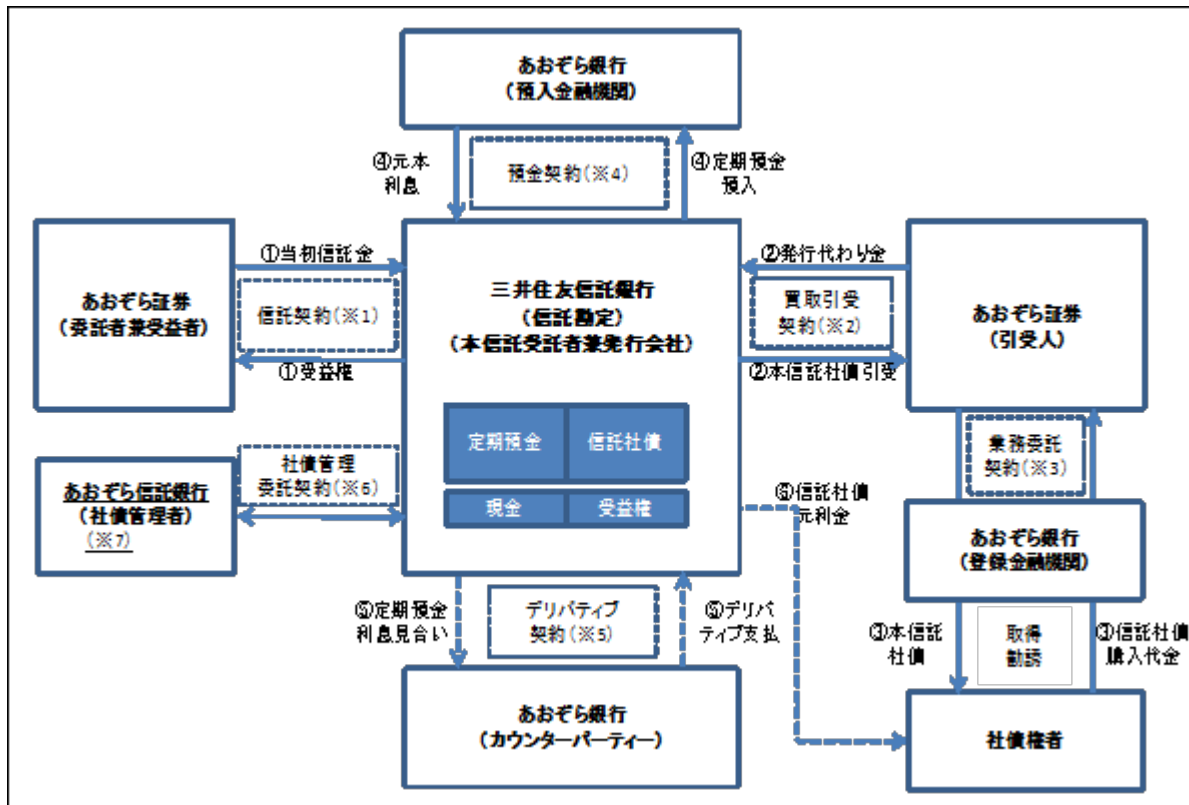 あおぞら銀行
(預入金融機関)
④元本
利息
預金契約(※4)
④定期預金
預入
あおぞら証券
(委託者兼受益者)
①当初信託金
信託契約(※1)
①受益権
三井住友信託銀行
(信託勘定)
(本信託受託者兼発行会社)
②発行代わり金
買取引受
契約(※2)
②本信託社債引受
あおぞら証券
(引受人)
定期預金
信託社債
現金
受益権
あおぞら信託銀行
(社債管理者)
(※7)
社債管理
委託契約(※6)
業務委託
契約(※3)
⑥信託社債
元利金
あおぞら銀行
(登録金融機関)
⑤定期預金
利息見合い
デリバティブ
契約(※5)
⑤デリバ
ティブ支払
③本信託
社債
取得
勧誘
③信託社債
購入代金
あおぞら銀行
(カウンターパーティー)
社債権者